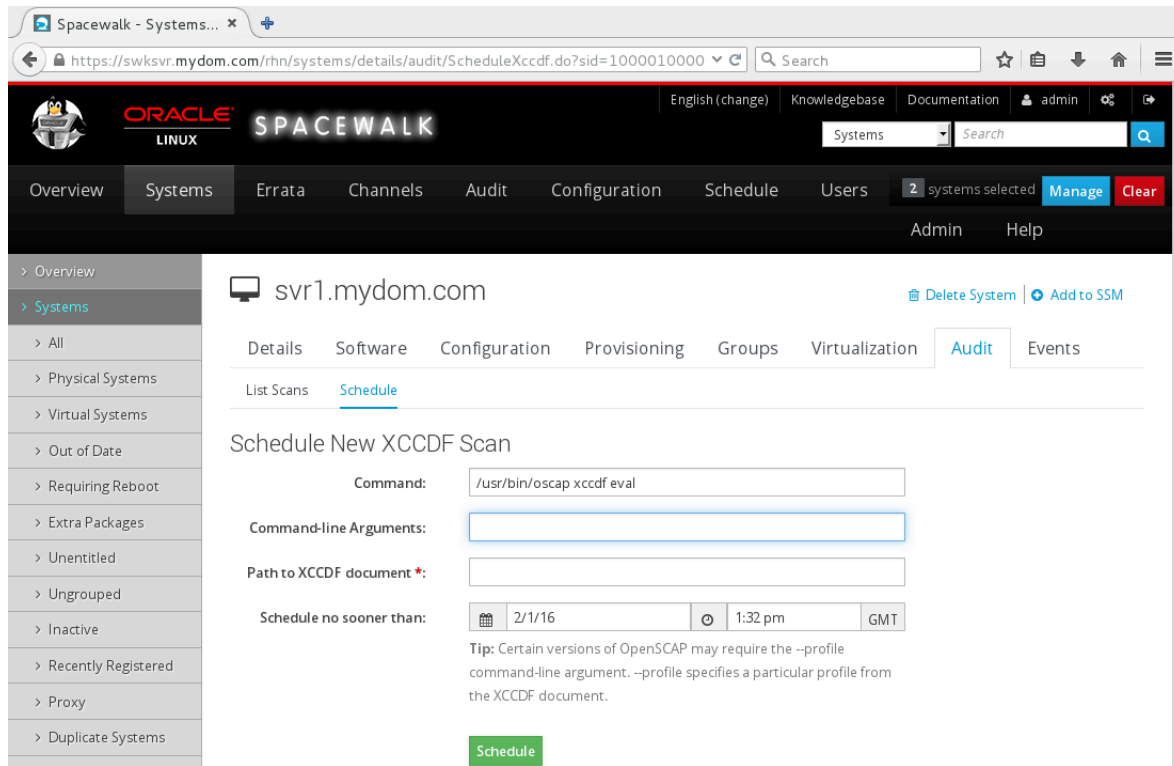 Spacewalk - Systems...
https://swksvr.mydom.com/rhn/systems/details/audit/ScheduleXccdf.do?sid=1000010000
Search
English (change) Knowledgebase Documentation admin
ORACLE
LINUX
SPACEWALK
Systems Search
Overview Systems Errata Channels Audit Configuration Schedule Users 2 systems selected Manage Clear
Admin Help
> Overview
> Systems
> All
> Physical Systems
> Virtual Systems
> Out of Date
> Requiring Reboot
> Extra Packages
> Unentitled
> Ungrouped
> Inactive
> Recently Registered
> Proxy
> Duplicate Systems
svr1.mydom.com
Delete System | Add to SSM
Details Software Configuration Provisioning Groups Virtualization Audit Events
List Scans Schedule
Schedule New XCCDF Scan
Command: /usr/bin/oscap xccdf eval
Command-line Arguments:
Path to XCCDF document *:
Schedule no sooner than: 2/1/16 1:32 pm GMT
Tip: Certain versions of OpenSCAP may require the --profile
command-line argument. --profile specifies a particular profile from
the XCCDF document.
Schedule